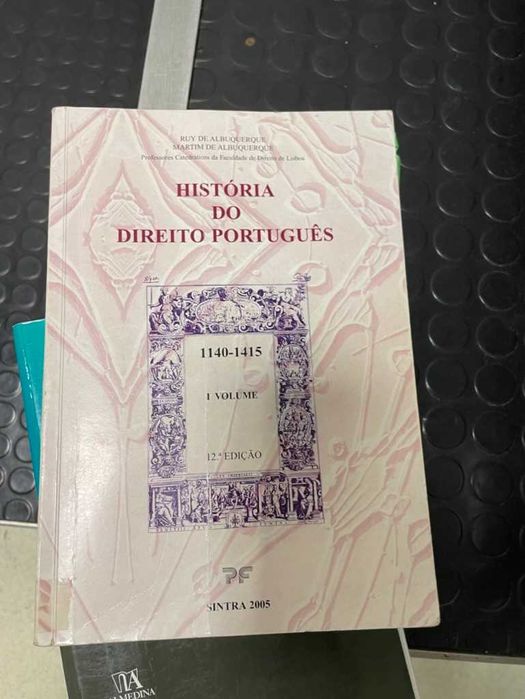 RUY DE ALBUQUERQUE
MARTIM DE ALBUQUERQUE
Professores Catedráticos da Faculdade de Direito de Lisboa
HISTÓRIA
DO
DIREITO PORTUGUÊS
1140-1415
I VOLUME
12.ª EDIÇÃO
PF
SINTRA 2005
MEDINA